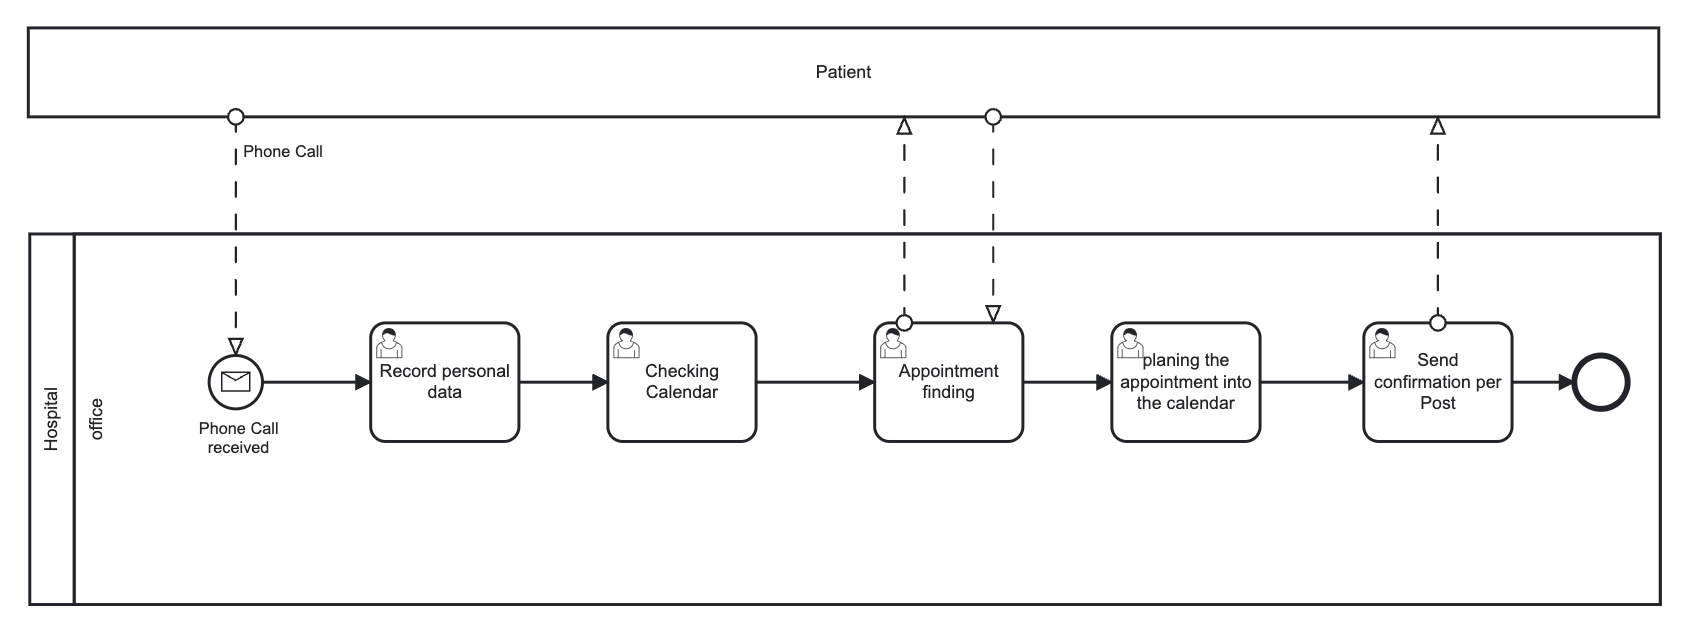 Patient
Phone Call
Hospital
office
Phone Call
received
Record personal
data
Checking
Calendar
Appointment
finding
planing the
appointment into
the calendar
Send
confirmation per
Post